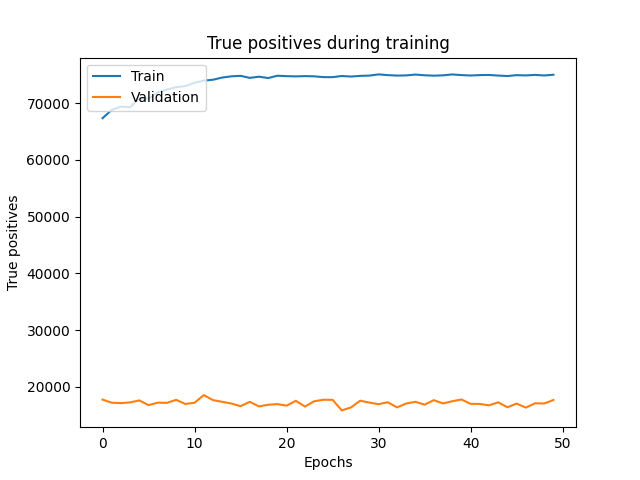 True positives during training
Train
Validation
True positives
70000
60000
50000
40000
30000
20000
0 10 20 30 40 50
Epochs